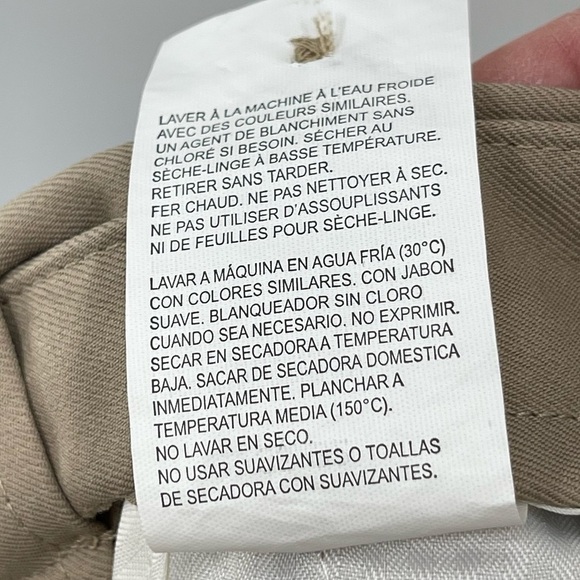 LAVER À LA MACHINE À L'EAU FROIDE
AVEC DES COULEURS SIMILAIRES.
UN AGENT DE BLANCHIMENT SANS
CHLORÉ SI BESOIN. SÉCHER AU
SÈCHE-LINGE À BASSE TEMPÉRATURE.
RETIRER SANS TARDER.
FER CHAUD. NE PAS NETTOYER À SEC.
NE PAS UTILISER D'ASSOUPLISSANTS
NI DE FEUILLES POUR SÈCHE-LINGE.
LAVAR A MÁQUINA EN AGUA FRÍA (30°C)
CON COLORES SIMILARES. CON JABON
SUAVE. BLANQUEADOR SIN CLORO
CUANDO SEA NECESARIO. NO EXPRIMIR.
SECAR EN SECADORA A TEMPERATURA
BAJA. SACAR DE SECADORA DOMESTICA
INMEDIATAMENTE. PLANCHAR A
TEMPERATURA MEDIA (150°C).
NO LAVAR EN SECO.
NO USAR SUAVIZANTES O TOALLAS
DE SECADORA CON SUAVIZANTES.